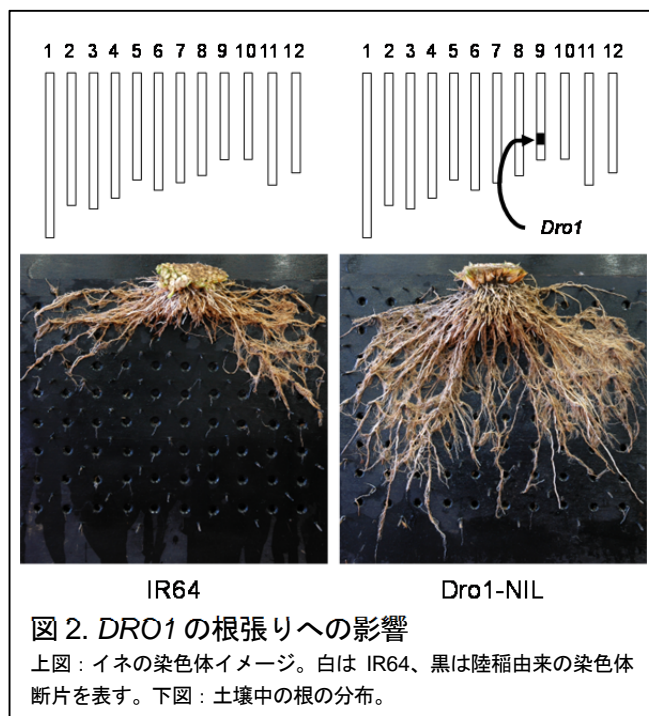 1 2 3 4 5 6 7 8 9 10 11 12
1 2 3 4 5 6 7 8 9 10 11 12
Dro1
IR64
Dro1-NIL
図 2. DRO1 の根張りへの影響
上図：イネの染色体イメージ。白は IR64、黒は陸稲由来の染色体
断片を表す。下図：土壌中の根の分布。